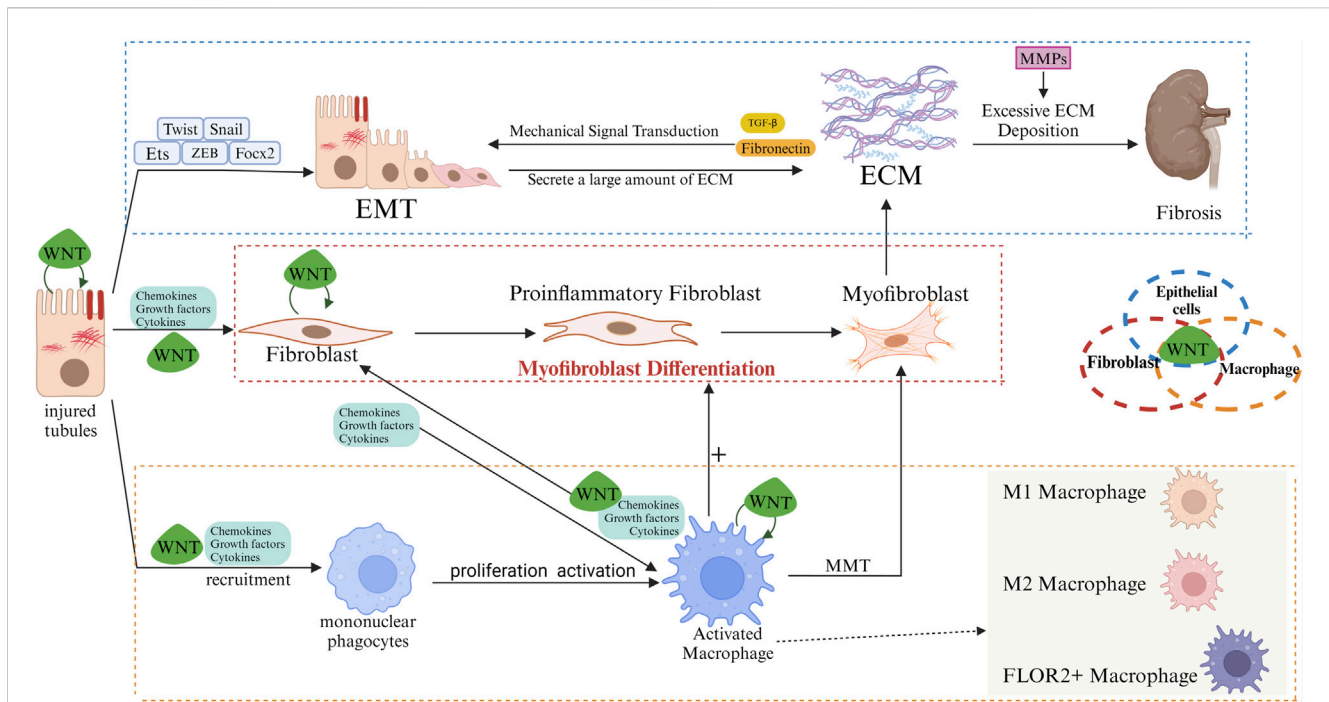 MMPs
Twist
Snail
Ets
ZEB
Focx2
Mechanical Signal Transduction
TGF-β
Fibronectin
Secrete a large amount of ECM
EMT
ECM
Excessive ECM
Deposition
Fibrosis
WNT
injured
tubules
Chemokines
Growth factors
Cytokines
WNT
WNT
Fibroblast
Proinflammatory Fibroblast
Myofibroblast
Myofibroblast Differentiation
Epithelial
cells
WNT
Fibroblast
Macrophage
Chemokines
Growth factors
Cytokines
+
WNT
Chemokines
Growth factors
Cytokines
WNT
WNT
Chemokines
Growth factors
Cytokines
recruitment
mononuclear
phagocytes
proliferation activation
Activated
Macrophage
MMT
M1 Macrophage
M2 Macrophage
FLOR2+ Macrophage